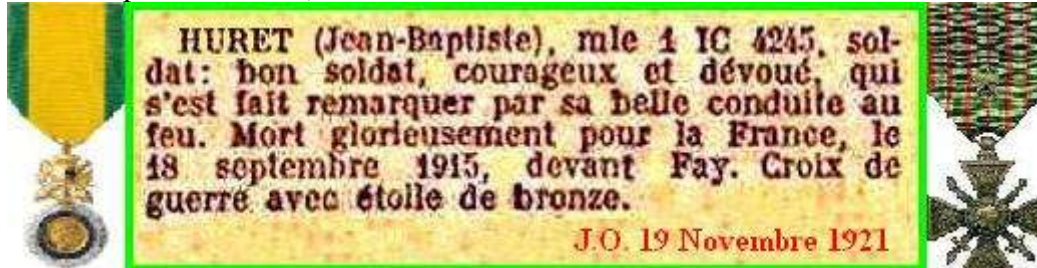 HURET (Jean-Baptiste), mle 1 IC 4245, sol-
dat: bon soldat, courageux et dévoué, qui
s'est fait remarquer par sa belle conduite au
feu. Mort glorieusement pour la France, le
18 septembre 1915, devant Fay. Croix de
guerre avec étoile de bronze.
J.O. 19 Novembre 1921